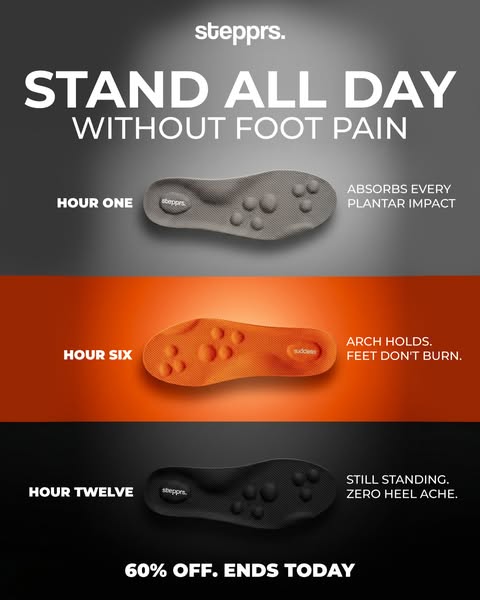 stepprs.
STAND ALL DAY
WITHOUT FOOT PAIN
HOUR ONE
stepprs.
ABSORBS EVERY
PLANTAR IMPACT
HOUR SIX
ARCH HOLDS.
FEET DON'T BURN.
HOUR TWELVE
stepprs.
STILL STANDING.
ZERO HEEL ACHE.
60% OFF. ENDS TODAY